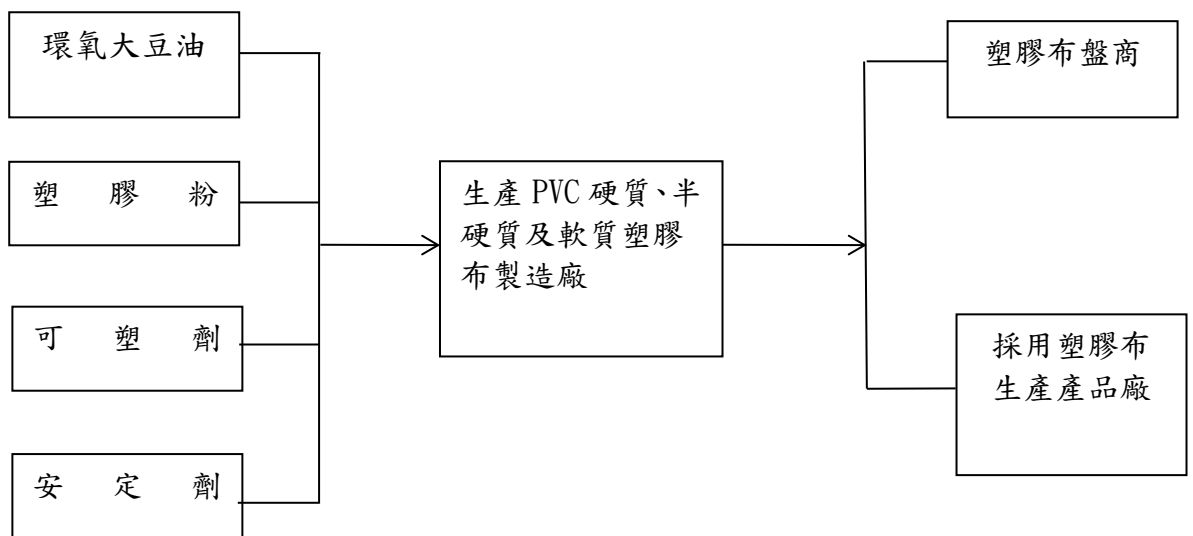 環氧大豆油
塑膠粉
可塑劑
安定劑
生產 PVC 硬質、半
硬質及軟質塑膠
布製造廠
塑膠布盤商
採用塑膠布
生產產品廠